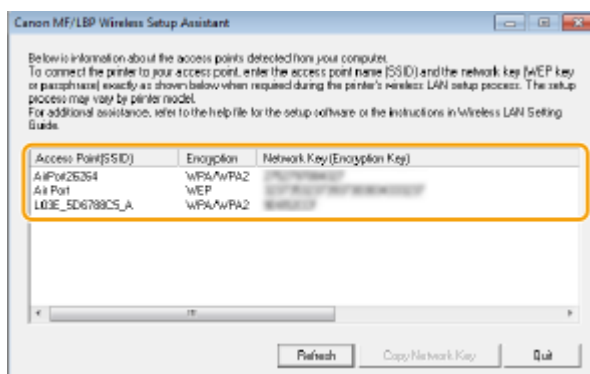 Canon MF/LBP Wireless Setup Assistant
Below is information about the access points detected from your computer.
To connect the printer to your access point, enter the access point name (SSID) and the network key (WEP key
or passphrase) exactly as shown below when required during the printer's wireless LAN setup process. The setup
process may vary by printer model.
For additional assistance, refer to the help file for the setup software or the instructions in Wireless LAN Setting
Guide.
Access Point(SSID) Encryption Network Key(Encryption Key)
AirPort26264 WPA/WPA2
Air Port WEP
L03E_5D6788C5_A WPA/WPA2
Refresh Copy Network Key Quit